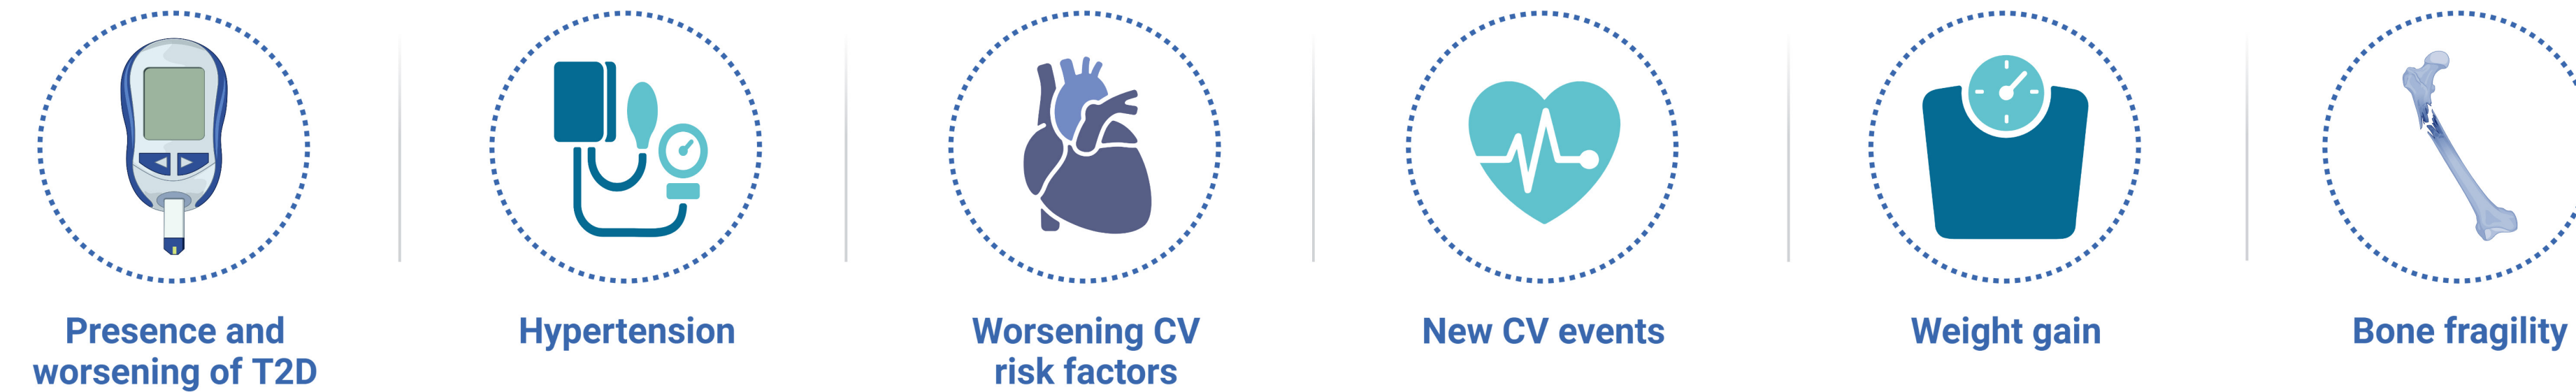 Presence and
worsening of T2D
Hypertension
Worsening CV
risk factors
New CV events
Weight gain
Bone fragility